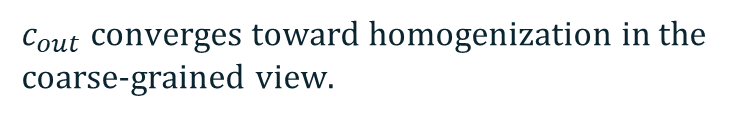 c_out converges toward homogenization in the
coarse-grained view.